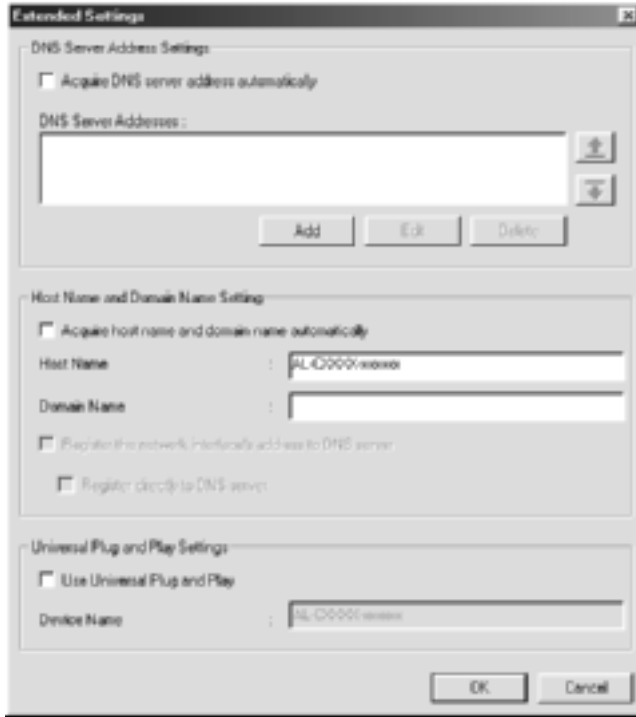 Extended Settings
DNS Server Address Settings
Acquire DNS server address automatically
DNS Server Addresses :
Add Edit Delete
Host Name and Domain Name Setting
Acquire host name and domain name automatically
Host Name :
Domain Name :
Register the network interface's address to DNS server
Register directly to DNS server
Universal Plug and Play Settings
Use Universal Plug and Play
Device Name :
OK Cancel